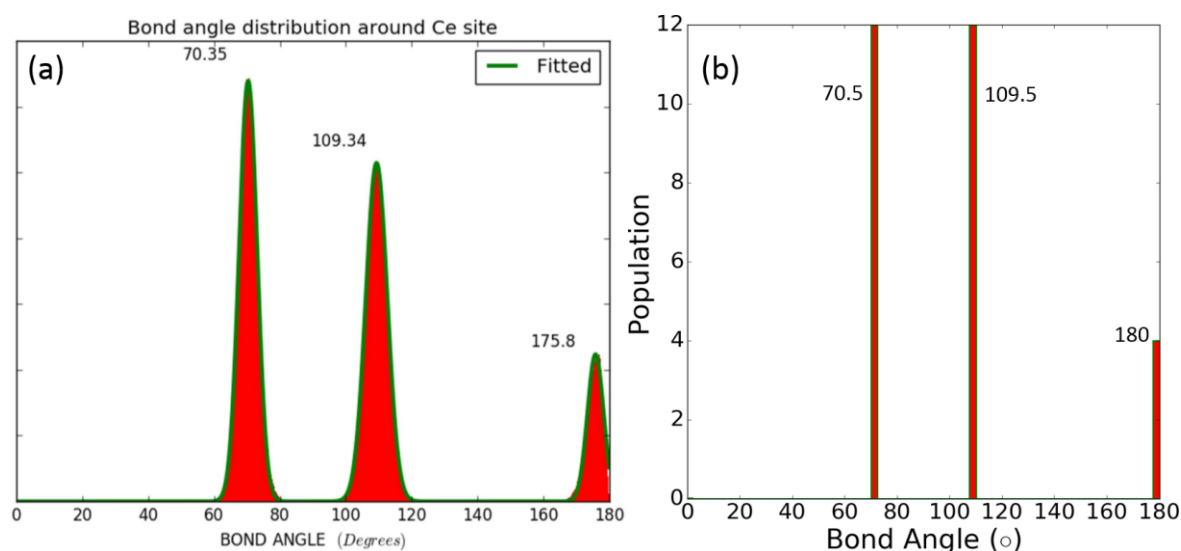 Bond angle distribution around Ce site
(a)
70.35
Fitted
109.34
175.8
0 20 40 60 80 100 120 140 160 180
BOND ANGLE (Degrees)
(b)
12
10
8
6
4
2
0
Population
70.5
109.5
180
0 20 40 60 80 100 120 140 160 180
Bond Angle (○)